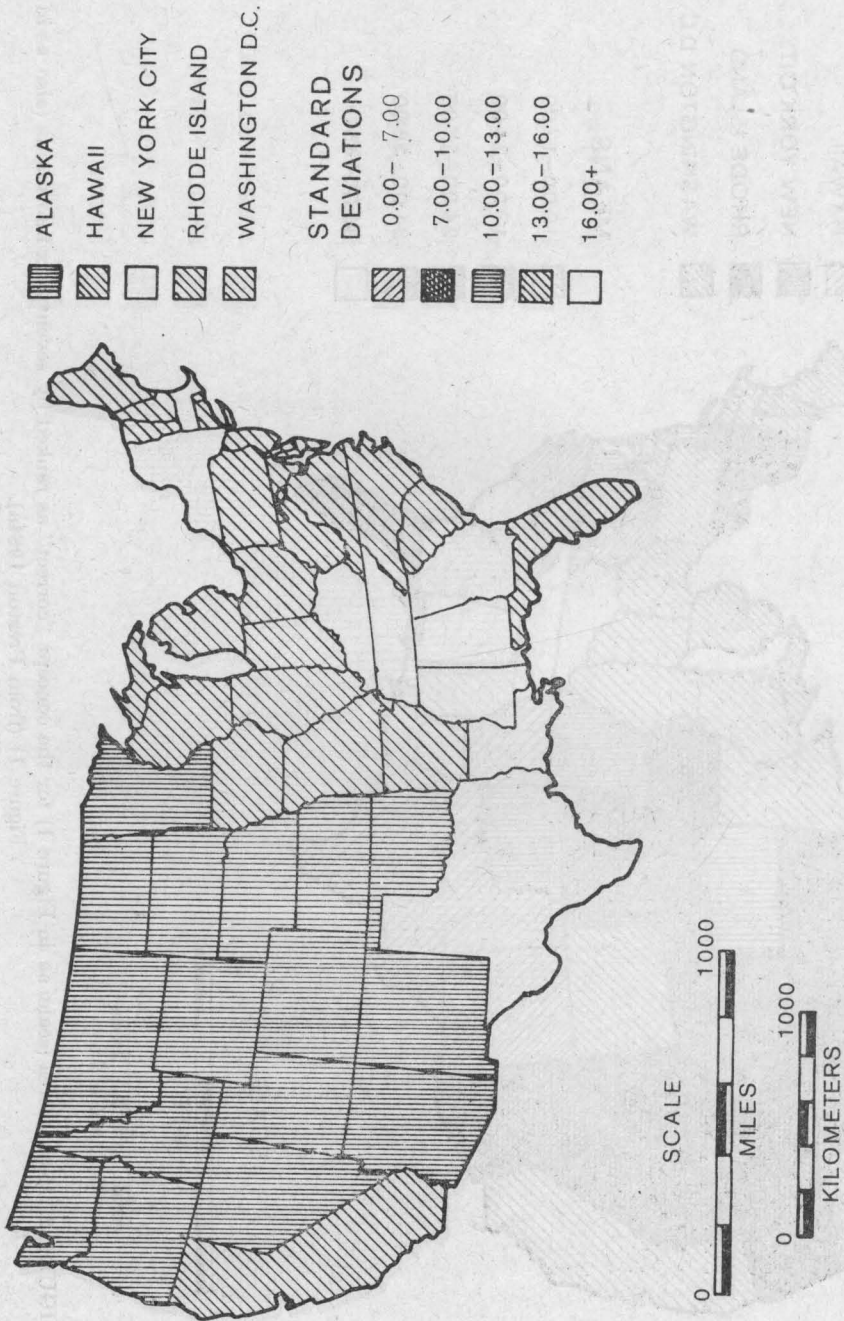 ALASKA
HAWAII
NEW YORK CITY
RHODE ISLAND
WASHINGTON D.C.
STANDARD
DEVIATIONS
0.00- 7.00
7.00-10.00
10.00-13.00
13.00-16.00
16.00+
SCALE
0 1000
MILES
0 1000
KILOMETERS